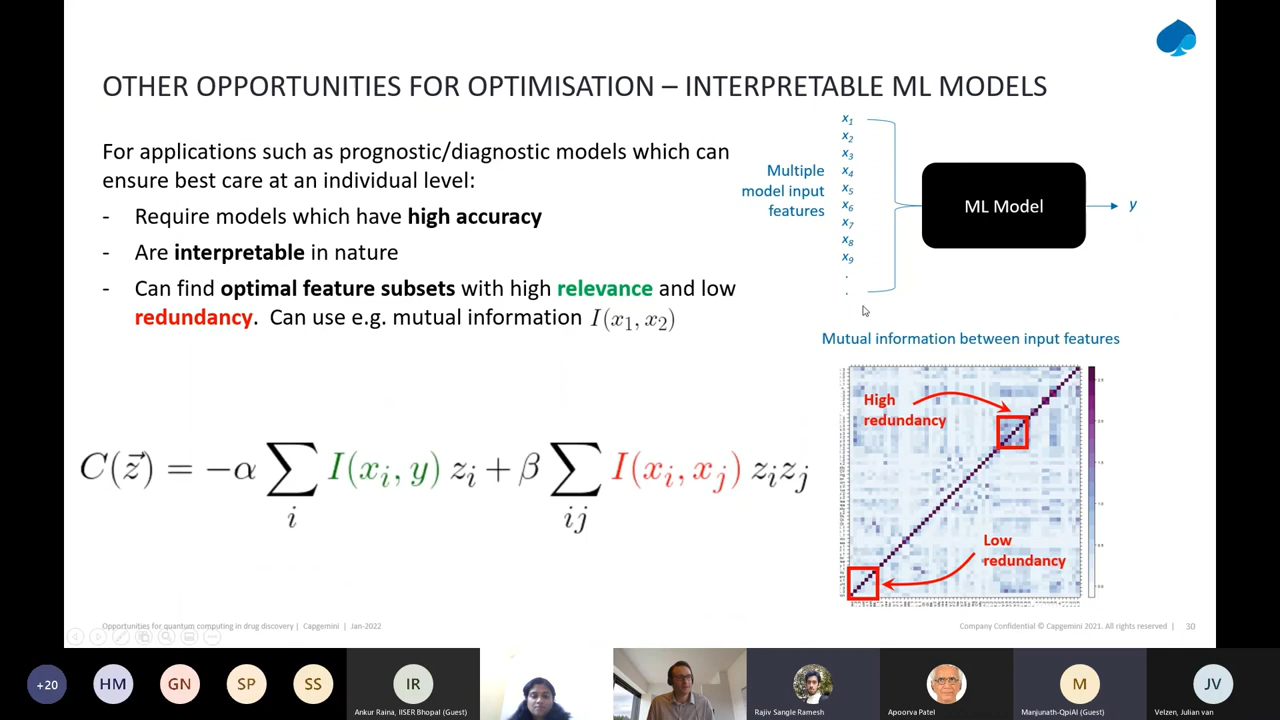 OTHER OPPORTUNITIES FOR OPTIMISATION – INTERPRETABLE ML MODELS
For applications such as prognostic/diagnostic models which can
ensure best care at an individual level:
- Require models which have high accuracy
- Are interpretable in nature
- Can find optimal feature subsets with high relevance and low
redundancy. Can use e.g. mutual information I(x₁, x₂)
C(z⃗) = −α ∑ᵢ I(xᵢ, y) zᵢ + β ∑ᵢⱼ I(xᵢ, xⱼ) zᵢzⱼ
Multiple
model input
features
x₁
x₂
x₃
x₄
x₅
x₆
x₇
x₈
x₉
.
.
ML Model
y
Mutual information between input features
High
redundancy
Low
redundancy
Opportunities for quantum computing in drug discovery | Capgemini | Jan-2022
Company Confidential © Capgemini 2021. All rights reserved | 30
+20
HM
GN
SP
SS
IR
Ankur Raina, IISER Bhopal (Guest)
Rajiv Sangle Ramesh
Apoorva Patel
M
Manjunath-QpiAI (Guest)
JV
Velzen, Julian van